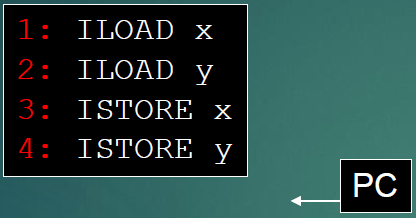 1: ILOAD x
2: ILOAD y
3: ISTORE x
4: ISTORE y
PC